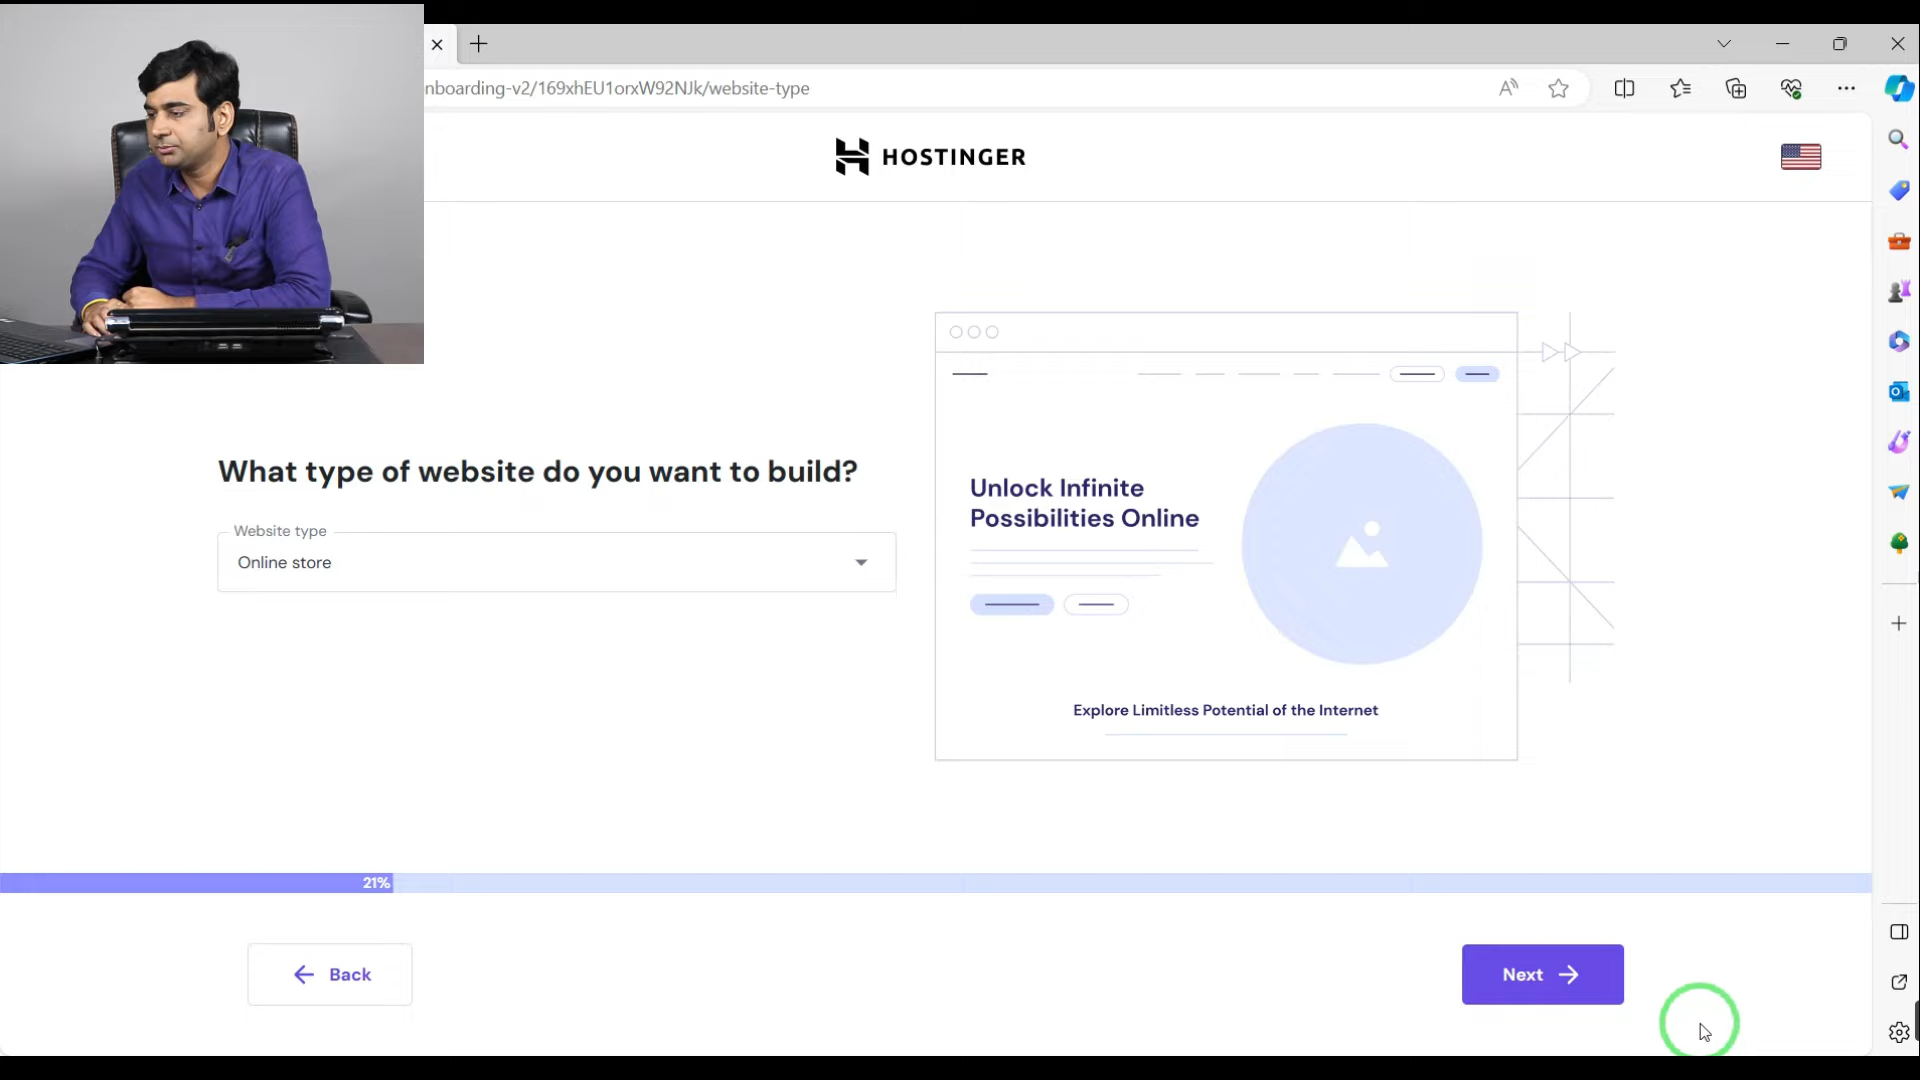 nboarding-v2/169xhEU1orxW92NJk/website-type
HOSTINGER
What type of website do you want to build?
Website type
Online store
Unlock Infinite
Possibilities Online
Explore Limitless Potential of the Internet
21%
Back
Next